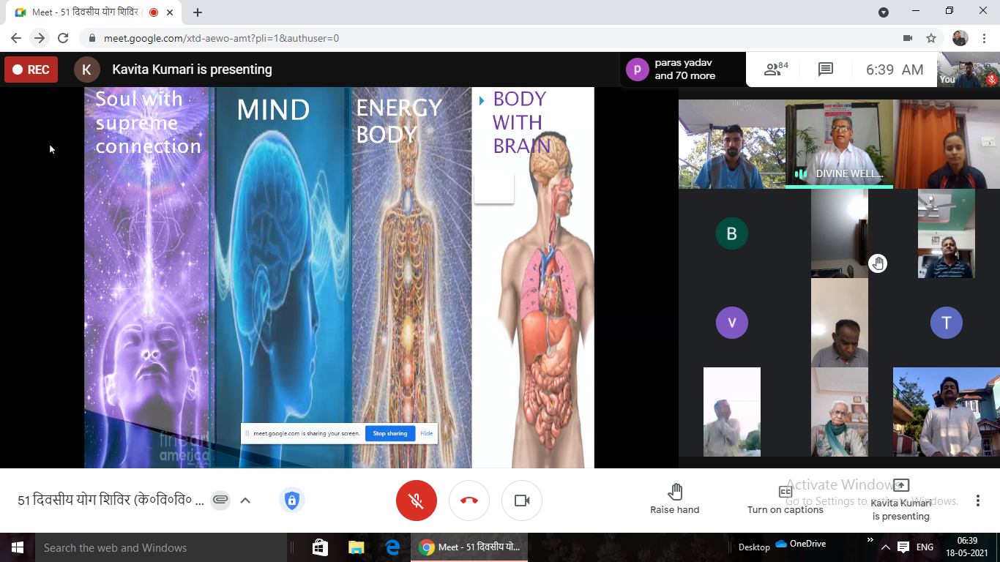 Meet - 51 दिवसीय योग शिविर (
meet.google.com/xtd-aewo-amt?pli=1&authuser=0
REC
K
Kavita Kumari is presenting
p
paras yadav
and 70 more
84
6:39 AM
You
Soul with
supreme
connection
MIND
ENERGY
BODY
BODY
WITH
BRAIN
fine art
america
meet.google.com is sharing your screen.
Stop sharing
Hide
DIVINE WELL...
B
V
T
51 दिवसीय योग शिविर (के०वि०वि० ...
Raise hand
Turn on captions
Kavita Kumari
is presenting
Activate Windows
Go to Settings to activate Windows.
Search the web and Windows
Meet - 51 दिवसीय यो...
Desktop
OneDrive
»
ENG
06:39
18-05-2021